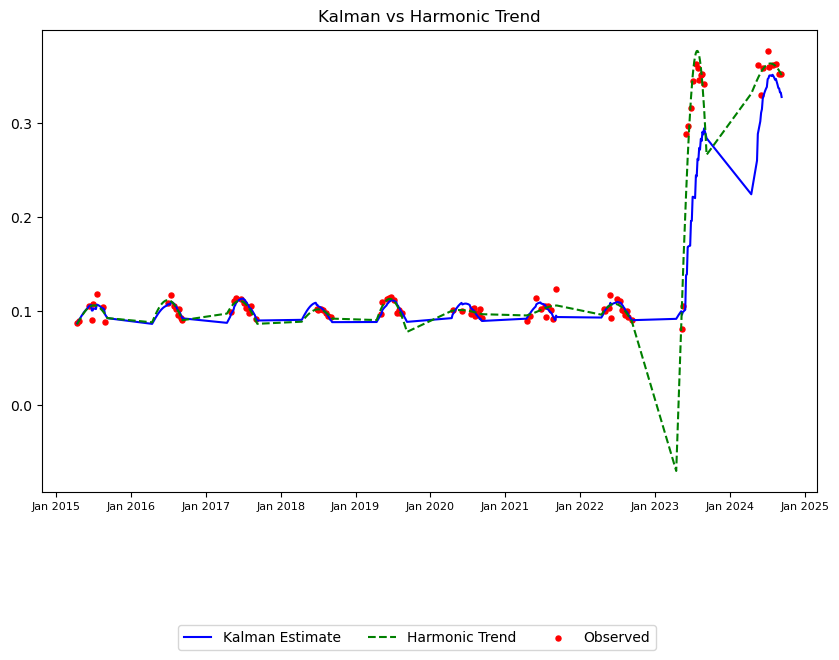 Kalman vs Harmonic Trend
0.3
0.2
0.1
0.0
Jan 2015 Jan 2016 Jan 2017 Jan 2018 Jan 2019 Jan 2020 Jan 2021 Jan 2022 Jan 2023 Jan 2024 Jan 2025
Kalman Estimate Harmonic Trend Observed